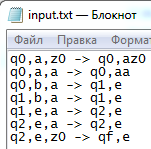 input.txt — Блокнот
Файл Правка Формат
q0,a,z0 -> q0,az0
q0,a,a -> q0,aa
q0,b,a -> q1,e
q1,b,a -> q1,e
q1,e,a -> q2,e
q2,e,a -> q2,e
q2,e,z0 -> qf,e